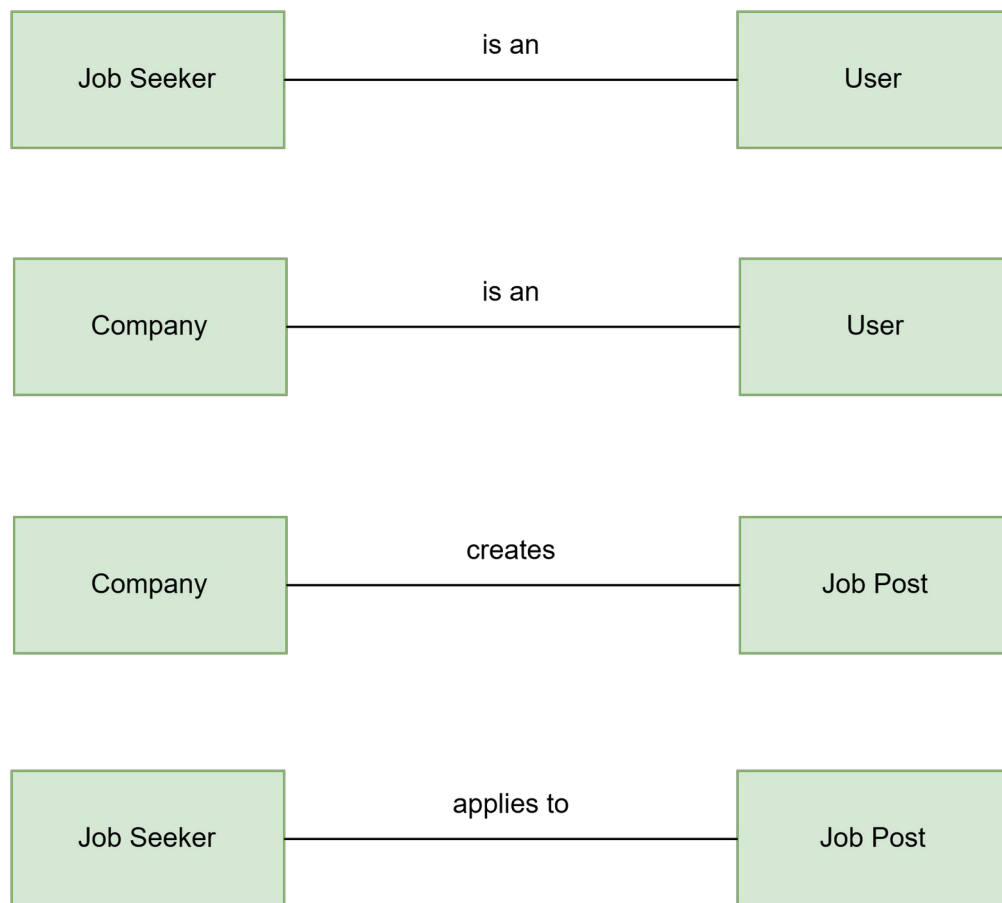 Job Seeker
is an
User
Company
is an
User
Company
creates
Job Post
Job Seeker
applies to
Job Post